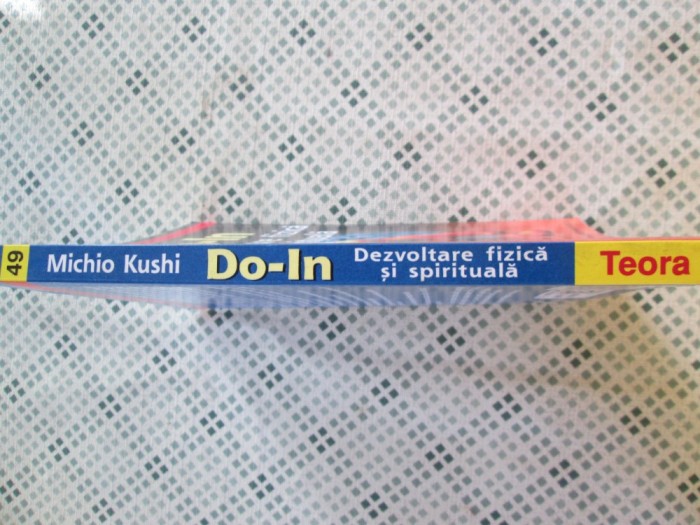 49
Michio Kushi
Do-In
Dezvoltare fizică
și spirituală
Teora